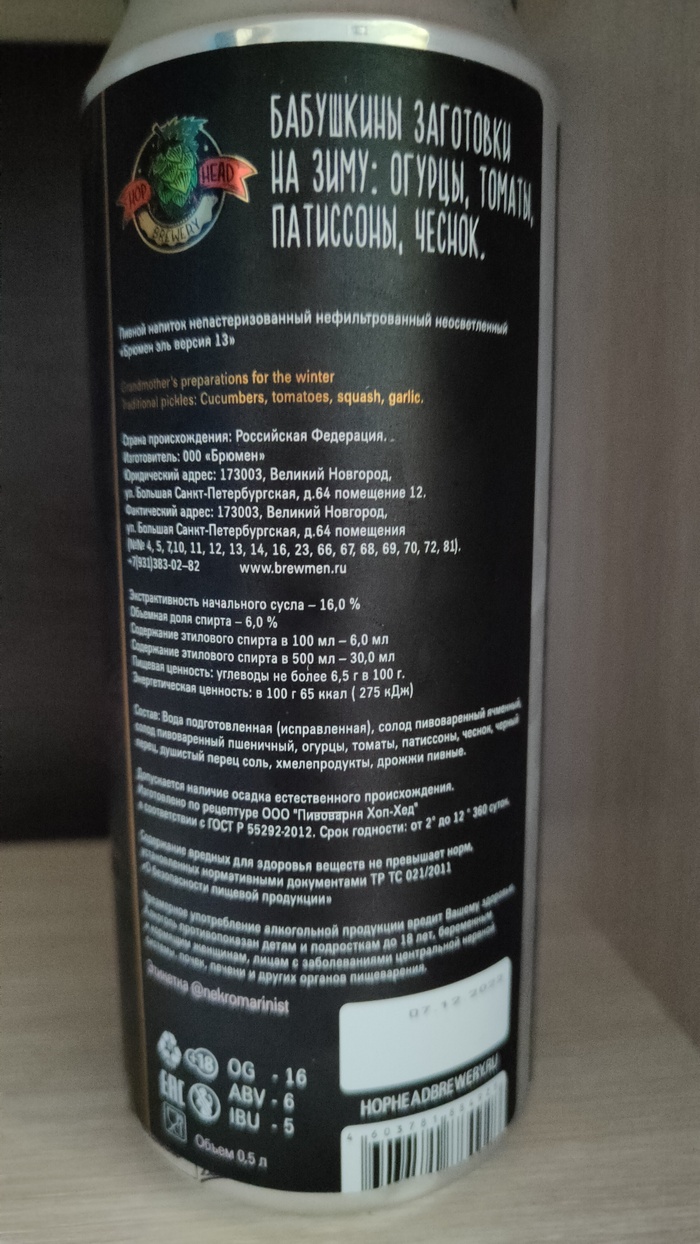 БАБУШКИНЫ ЗАГОТОВКИ
НА ЗИМУ: ОГУРЦЫ, ТОМАТЫ,
ПАТИССОНЫ, ЧЕСНОК.
HOP HEAD
BREWERY
Пивной напиток непастеризованный нефильтрованный неосветленный
«Брюмен эль версия 13»
Grandmother's preparations for the winter
Traditional pickles: Cucumbers, tomatoes, squash, garlic.
Страна происхождения: Российская Федерация.
Изготовитель: ООО «Брюмен»
Юридический адрес: 173003, Великий Новгород,
ул. Большая Санкт-Петербургская, д.64 помещение 12.
Фактический адрес: 173003, Великий Новгород,
ул. Большая Санкт-Петербургская, д.64 помещения
(№№ 4, 5, 7,10, 11, 12, 13, 14, 16, 23, 66, 67, 68, 69, 70, 72, 81).
+7(931)383-02-82 www.brewmen.ru
Экстрактивность начального сусла – 16,0 %
Объемная доля спирта – 6,0 %
Содержание этилового спирта в 100 мл – 6,0 мл
Содержание этилового спирта в 500 мл – 30,0 мл
Пищевая ценность: углеводы не более 6,5 г в 100 г.
Энергетическая ценность: в 100 г 65 ккал ( 275 кДж)
Состав: Вода подготовленная (исправленная), солод пивоваренный ячменный,
солод пивоваренный пшеничный, огурцы, томаты, патиссоны, чеснок, черный
перец, душистый перец соль, хмелепродукты, дрожжи пивные.
Допускается наличие осадка естественного происхождения.
Изготовлено по рецептуре ООО "Пивоварня Хоп-Хед"
в соответствии с ГОСТ Р 55292-2012. Срок годности: от 2° до 12 ° 360 суток.
Содержание вредных для здоровья веществ не превышает норм,
установленных нормативными документами ТР ТС 021/2011
«О безопасности пищевой продукции»
Чрезмерное употребление алкогольной продукции вредит Вашему здоровью.
Алкоголь противопоказан детям и подросткам до 18 лет, беременным
и кормящим женщинам, лицам с заболеваниями центральной нервной
системы, почек, печени и других органов пищеварения.
Этикетка @nekromarinist
07.12 202
18
OG - 16
EAC
ABV - 6
IBU - 5
HOPHEADBREWERY.RU
Объем 0,5 л